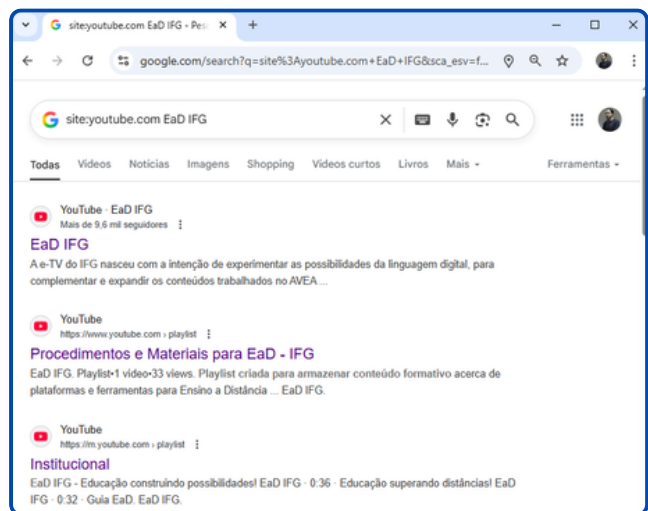 site:youtube.com EaD IFG - Pes
google.com/search?q=site%3Ayoutube.com+EaD+IFG&sca_esv=f...
site:youtube.com EaD IFG
Todas Vídeos Notícias Imagens Shopping Vídeos curtos Livros Mais Ferramentas
YouTube · EaD IFG
Mais de 9,6 mil seguidores
EaD IFG
A e-TV do IFG nasceu com a intenção de experimentar as possibilidades da linguagem digital, para
complementar e expandir os conteúdos trabalhados no AVEA ...
YouTube
https://www.youtube.com › playlist
Procedimentos e Materiais para EaD - IFG
EaD IFG. Playlist•1 video•33 views. Playlist criada para armazenar conteúdo formativo acerca de
plataformas e ferramentas para Ensino a Distância ... EaD IFG.
YouTube
https://m.youtube.com › playlist
Institucional
EaD IFG - Educação construindo possibilidades! EaD IFG · 0:36 · Educação superando distâncias! EaD
IFG · 0:32 · Guia EaD. EaD IFG.